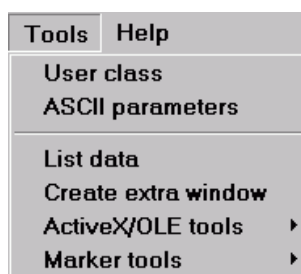 Tools Help
User class
ASCII parameters
List data
Create extra window
ActiveX/OLE tools
Marker tools